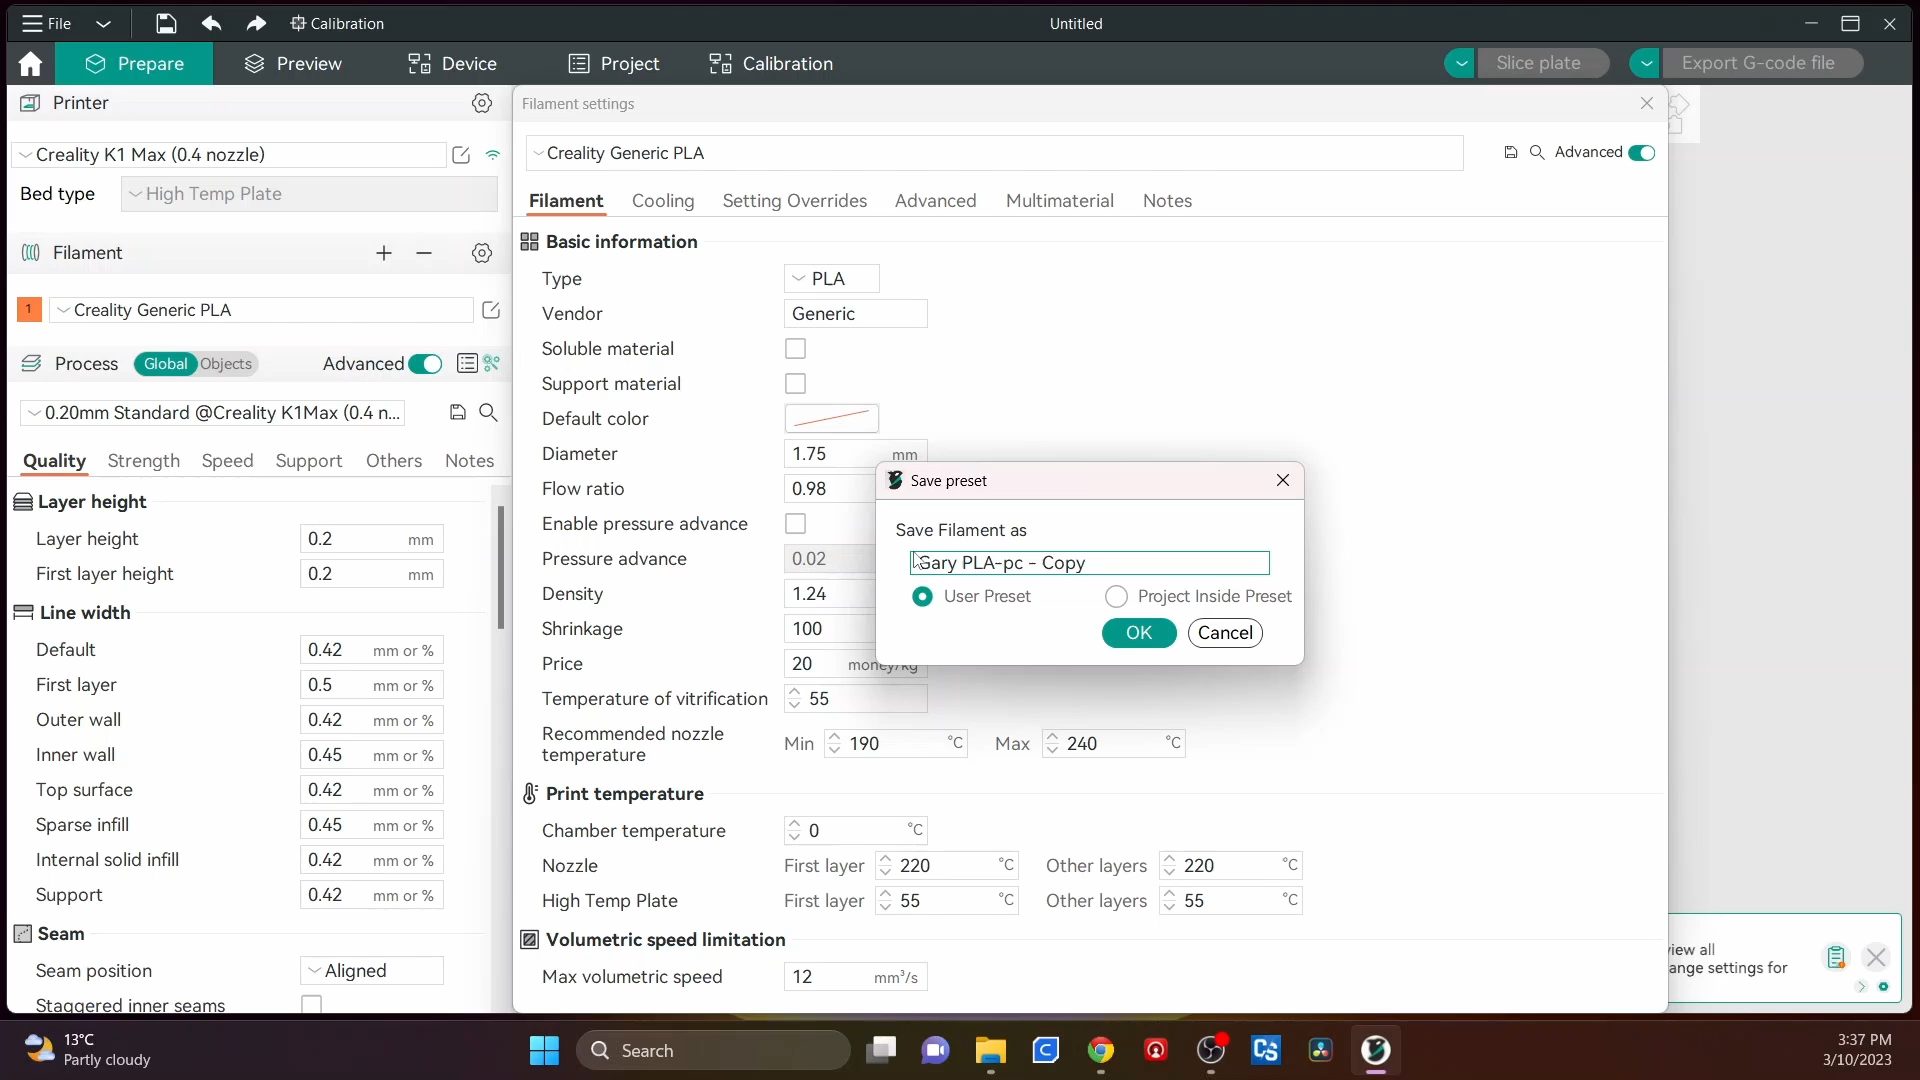 File Calibration Untitled
Prepare Preview Device Project Calibration Slice plate Export G-code file
Printer
Creality K1 Max (0.4 nozzle)
Bed type High Temp Plate
Filament
1 Creality Generic PLA
Process Global Objects Advanced
0.20mm Standard @Creality K1Max (0.4 n...
Quality Strength Speed Support Others Notes
Layer height
Layer height 0.2 mm
First layer height 0.2 mm
Line width
Default 0.42 mm or %
First layer 0.5 mm or %
Outer wall 0.42 mm or %
Inner wall 0.45 mm or %
Top surface 0.42 mm or %
Sparse infill 0.45 mm or %
Internal solid infill 0.42 mm or %
Support 0.42 mm or %
Seam
Seam position Aligned
Staggered inner seams
Filament settings
Creality Generic PLA Advanced
Filament Cooling Setting Overrides Advanced Multimaterial Notes
Basic information
Type PLA
Vendor Generic
Soluble material
Support material
Default color
Diameter 1.75 mm
Flow ratio 0.98
Enable pressure advance
Pressure advance 0.02
Density 1.24
Shrinkage 100
Price 20 money/kg
Temperature of vitrification 55
Recommended nozzle
temperature Min 190 °C Max 240 °C
Print temperature
Chamber temperature 0 °C
Nozzle First layer 220 °C Other layers 220 °C
High Temp Plate First layer 55 °C Other layers 55 °C
Volumetric speed limitation
Max volumetric speed 12 mm³/s
Save preset
Save Filament as
Gary PLA-pc - Copy
User Preset Project Inside Preset
OK Cancel
view all
ange settings for
13°C
Partly cloudy
Search
CS
3:37 PM
3/10/2023